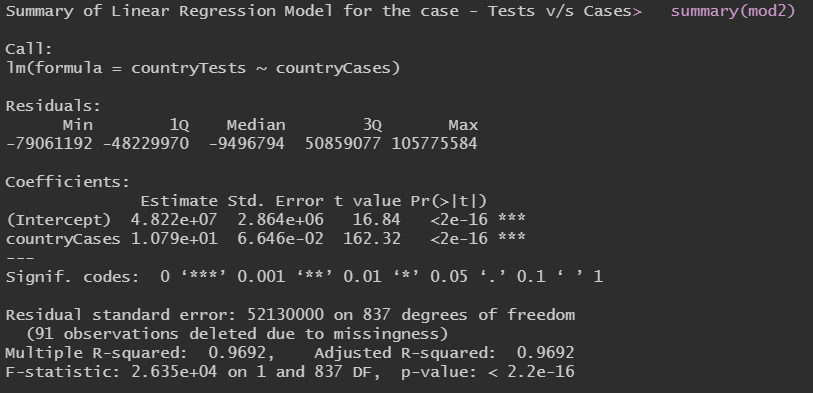 Summary of Linear Regression Model for the case - Tests v/s Cases>   summary(mod2)

Call:
lm(formula = countryTests ~ countryCases)

Residuals:
      Min        1Q    Median        3Q       Max
-79061192 -48229970  -9496794  50859077 105775584

Coefficients:
              Estimate Std. Error t value Pr(>|t|)
(Intercept)  4.822e+07  2.864e+06   16.84   <2e-16 ***
countryCases 1.079e+01  6.646e-02  162.32   <2e-16 ***
---
Signif. codes:  0 ‘***’ 0.001 ‘**’ 0.01 ‘*’ 0.05 ‘.’ 0.1 ‘ ’ 1

Residual standard error: 52130000 on 837 degrees of freedom
  (91 observations deleted due to missingness)
Multiple R-squared:  0.9692,    Adjusted R-squared:  0.9692
F-statistic: 2.635e+04 on 1 and 837 DF,  p-value: < 2.2e-16